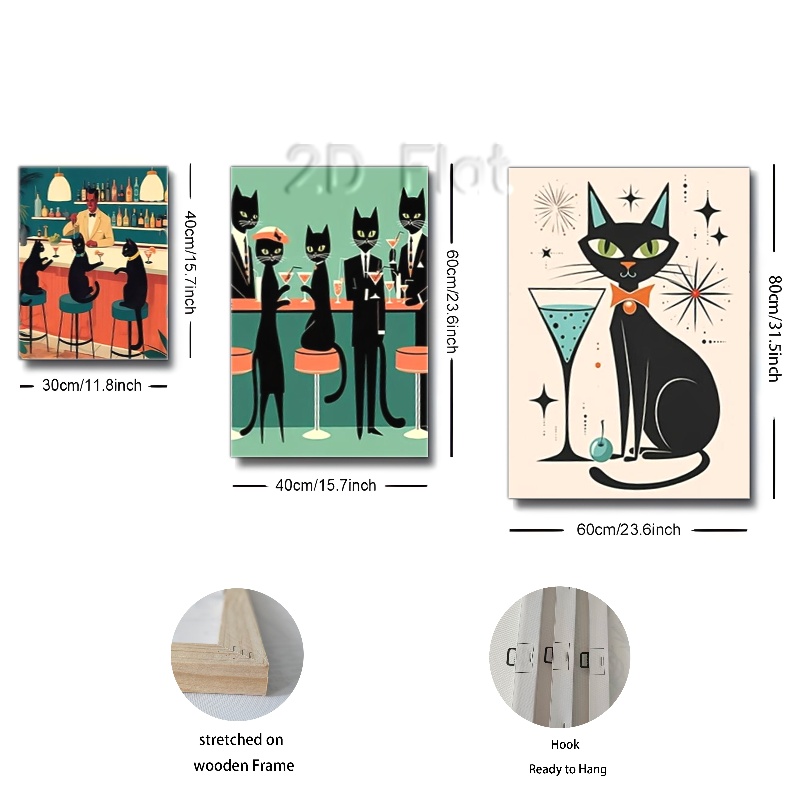 2D Flat
40cm/15.7inch
30cm/11.8inch
60cm/23.6inch
40cm/15.7inch
80cm/31.5inch
60cm/23.6inch
stretched on
wooden Frame
Hook
Ready to Hang